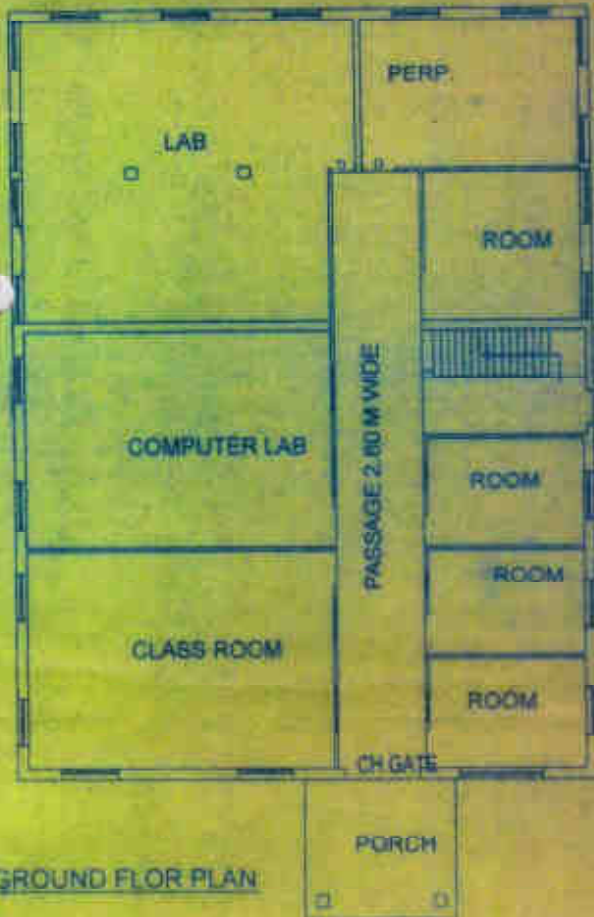 PERP.
LAB
ROOM
PASSAGE 2.60 M WIDE
COMPUTER LAB
ROOM
ROOM
CLASS ROOM
ROOM
CH GATE
PORCH
GROUND FLOR PLAN